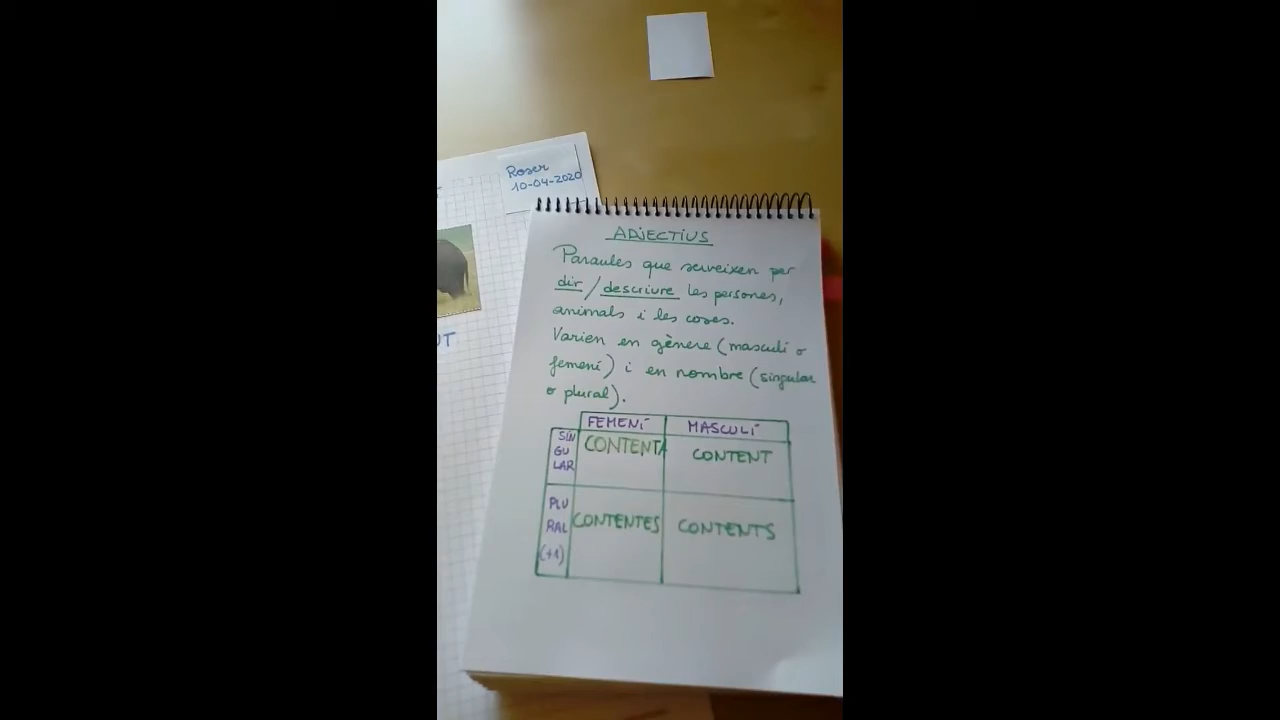 Roser
10-04-2020
ADJECTIUS
Paraules que serveixen per
dir / descriure les persones,
animals i les coses.
Varien en gènere (masculí o
femení) i en nombre (singular
o plural).
FEMENÍ MASCULÍ
SIN
GU
LAR
CONTENTA CONTENT
PLU
RAL
(+1)
CONTENTES CONTENTS